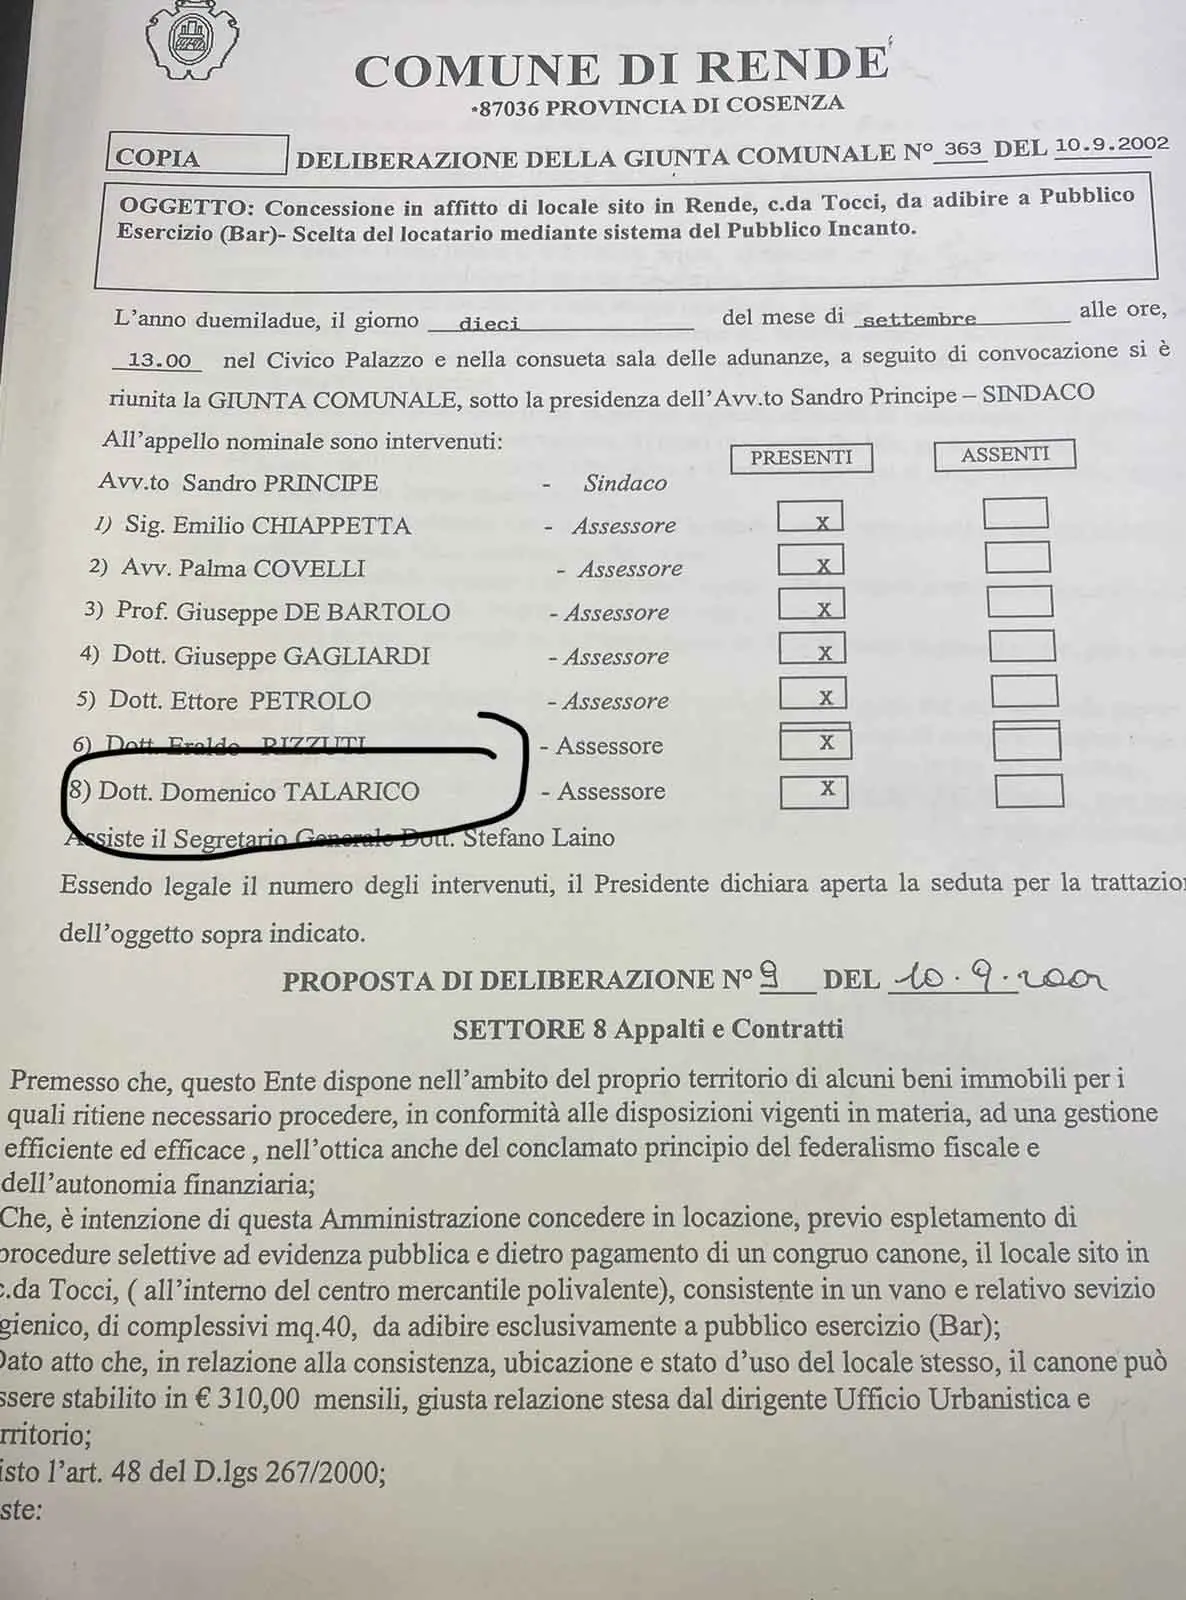 COMUNE DI RENDE
*87036 PROVINCIA DI COSENZA
COPIA DELIBERAZIONE DELLA GIUNTA COMUNALE N° 363 DEL 10.9.2002
OGGETTO: Concessione in affitto di locale sito in Rende, c.da Tocci, da adibire a Pubblico
Esercizio (Bar)- Scelta del locatario mediante sistema del Pubblico Incanto.
L'anno duemiladue, il giorno dieci del mese di settembre alle ore,
13.00 nel Civico Palazzo e nella consueta sala delle adunanze, a seguito di convocazione si è
riunita la GIUNTA COMUNALE, sotto la presidenza dell'Avv.to Sandro Principe – SINDACO
All'appello nominale sono intervenuti: PRESENTI ASSENTI
Avv.to Sandro PRINCIPE - Sindaco
1) Sig. Emilio CHIAPPETTA - Assessore x
2) Avv. Palma COVELLI - Assessore x
3) Prof. Giuseppe DE BARTOLO - Assessore x
4) Dott. Giuseppe GAGLIARDI - Assessore x
5) Dott. Ettore PETROLO - Assessore x
6) Dott. Eraldo RIZZUTI - Assessore x
8) Dott. Domenico TALARICO - Assessore x
Assiste il Segretario Generale Dott. Stefano Laino
Essendo legale il numero degli intervenuti, il Presidente dichiara aperta la seduta per la trattazio
dell'oggetto sopra indicato.
PROPOSTA DI DELIBERAZIONE N° 9 DEL 10.9.2002
SETTORE 8 Appalti e Contratti
Premesso che, questo Ente dispone nell'ambito del proprio territorio di alcuni beni immobili per i
quali ritiene necessario procedere, in conformità alle disposizioni vigenti in materia, ad una gestione
efficiente ed efficace , nell'ottica anche del conclamato principio del federalismo fiscale e
dell'autonomia finanziaria;
Che, è intenzione di questa Amministrazione concedere in locazione, previo espletamento di
procedure selettive ad evidenza pubblica e dietro pagamento di un congruo canone, il locale sito in
c.da Tocci, ( all'interno del centro mercantile polivalente), consistente in un vano e relativo sevizio
gienico, di complessivi mq.40, da adibire esclusivamente a pubblico esercizio (Bar);
Dato atto che, in relazione alla consistenza, ubicazione e stato d'uso del locale stesso, il canone può
ssere stabilito in € 310,00 mensili, giusta relazione stesa dal dirigente Ufficio Urbanistica e
rritorio;
isto l'art. 48 del D.lgs 267/2000;
ste: